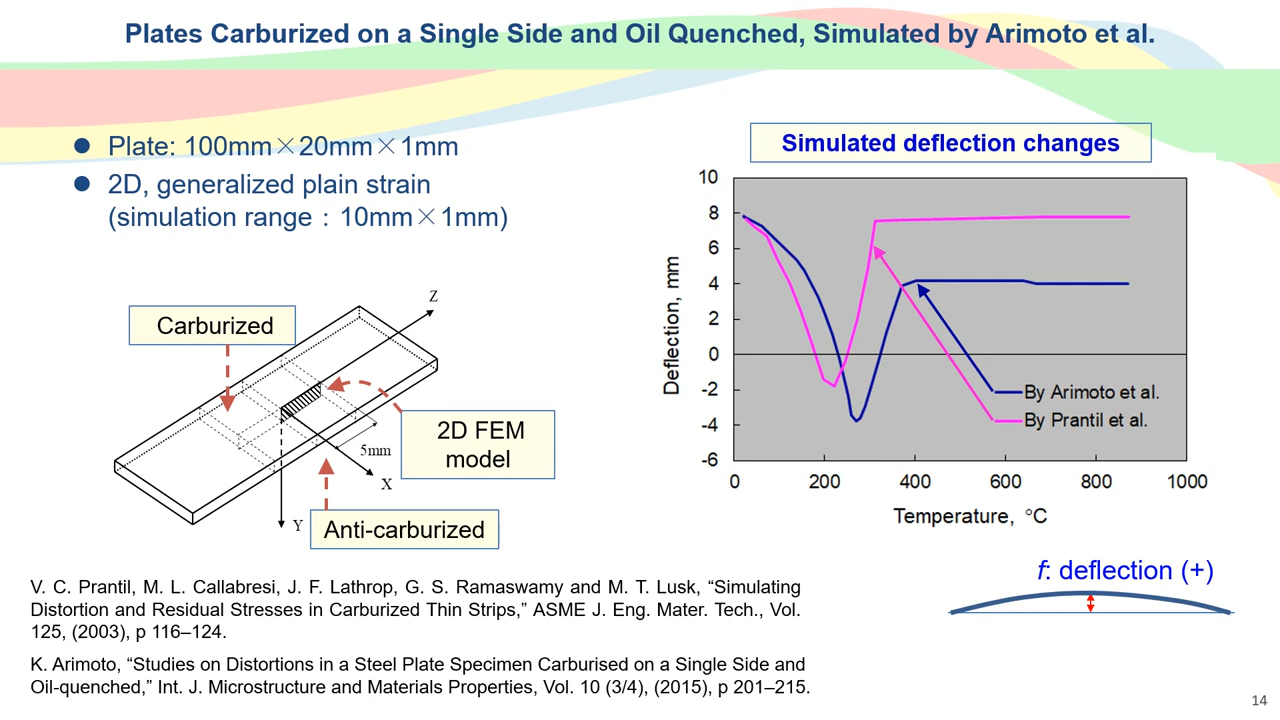 Plates Carburized on a Single Side and Oil Quenched, Simulated by Arimoto et al.
● Plate: 100mm×20mm×1mm
● 2D, generalized plain strain
(simulation range：10mm×1mm)
Carburized
Z
2D FEM
model
5mm
X
Y
Anti-carburized
Simulated deflection changes
Deflection, mm
10
8
6
4
2
0
-2
-4
-6
By Arimoto et al.
By Prantil et al.
0 200 400 600 800 1000
Temperature, °C
f: deflection (+)
V. C. Prantil, M. L. Callabresi, J. F. Lathrop, G. S. Ramaswamy and M. T. Lusk, “Simulating
Distortion and Residual Stresses in Carburized Thin Strips,” ASME J. Eng. Mater. Tech., Vol.
125, (2003), p 116–124.
K. Arimoto, “Studies on Distortions in a Steel Plate Specimen Carburised on a Single Side and
Oil-quenched,” Int. J. Microstructure and Materials Properties, Vol. 10 (3/4), (2015), p 201–215.
14